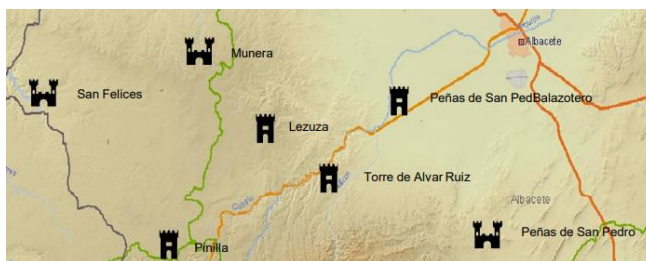 Albacete
Munera
San Felices
Peñas de San PedBalazotero
Lezuza
Torre de Alvar Ruiz
Albacete
Peñas de San Pedro
Pinilla